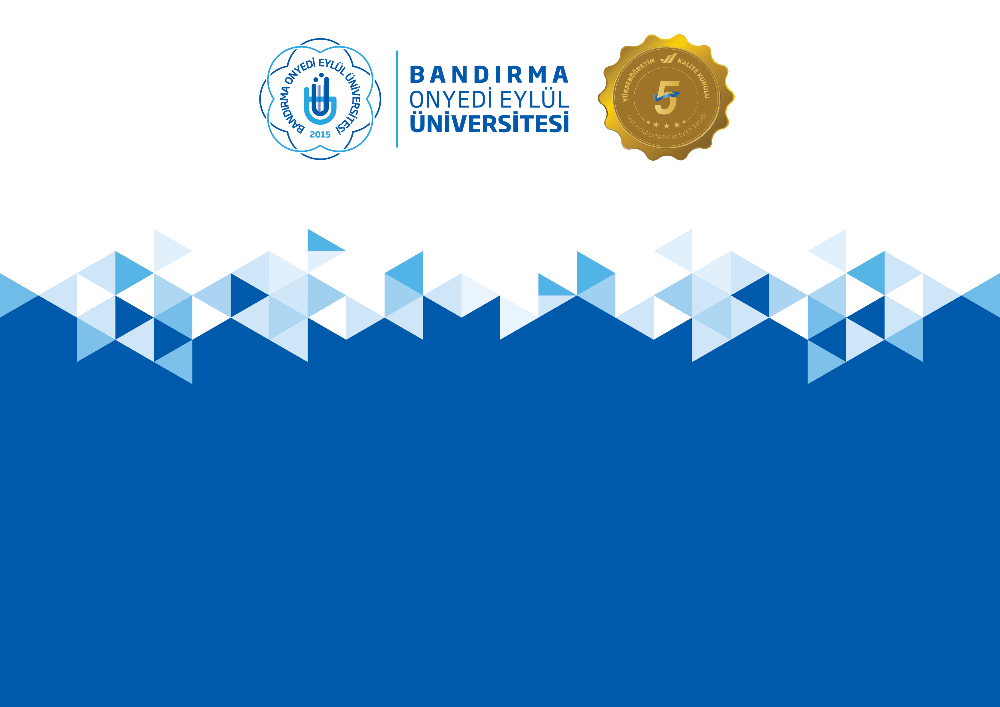 BANDIRMA ONYEDİ EYLÜL ÜNİVERSİTESİ
2015
BANDIRMA
ONYEDİ EYLÜL
ÜNİVERSİTESİ
YÜKSEKÖĞRETİM KALİTE KURULU
5
TAM AKREDİTASYON SERTİFİKASI